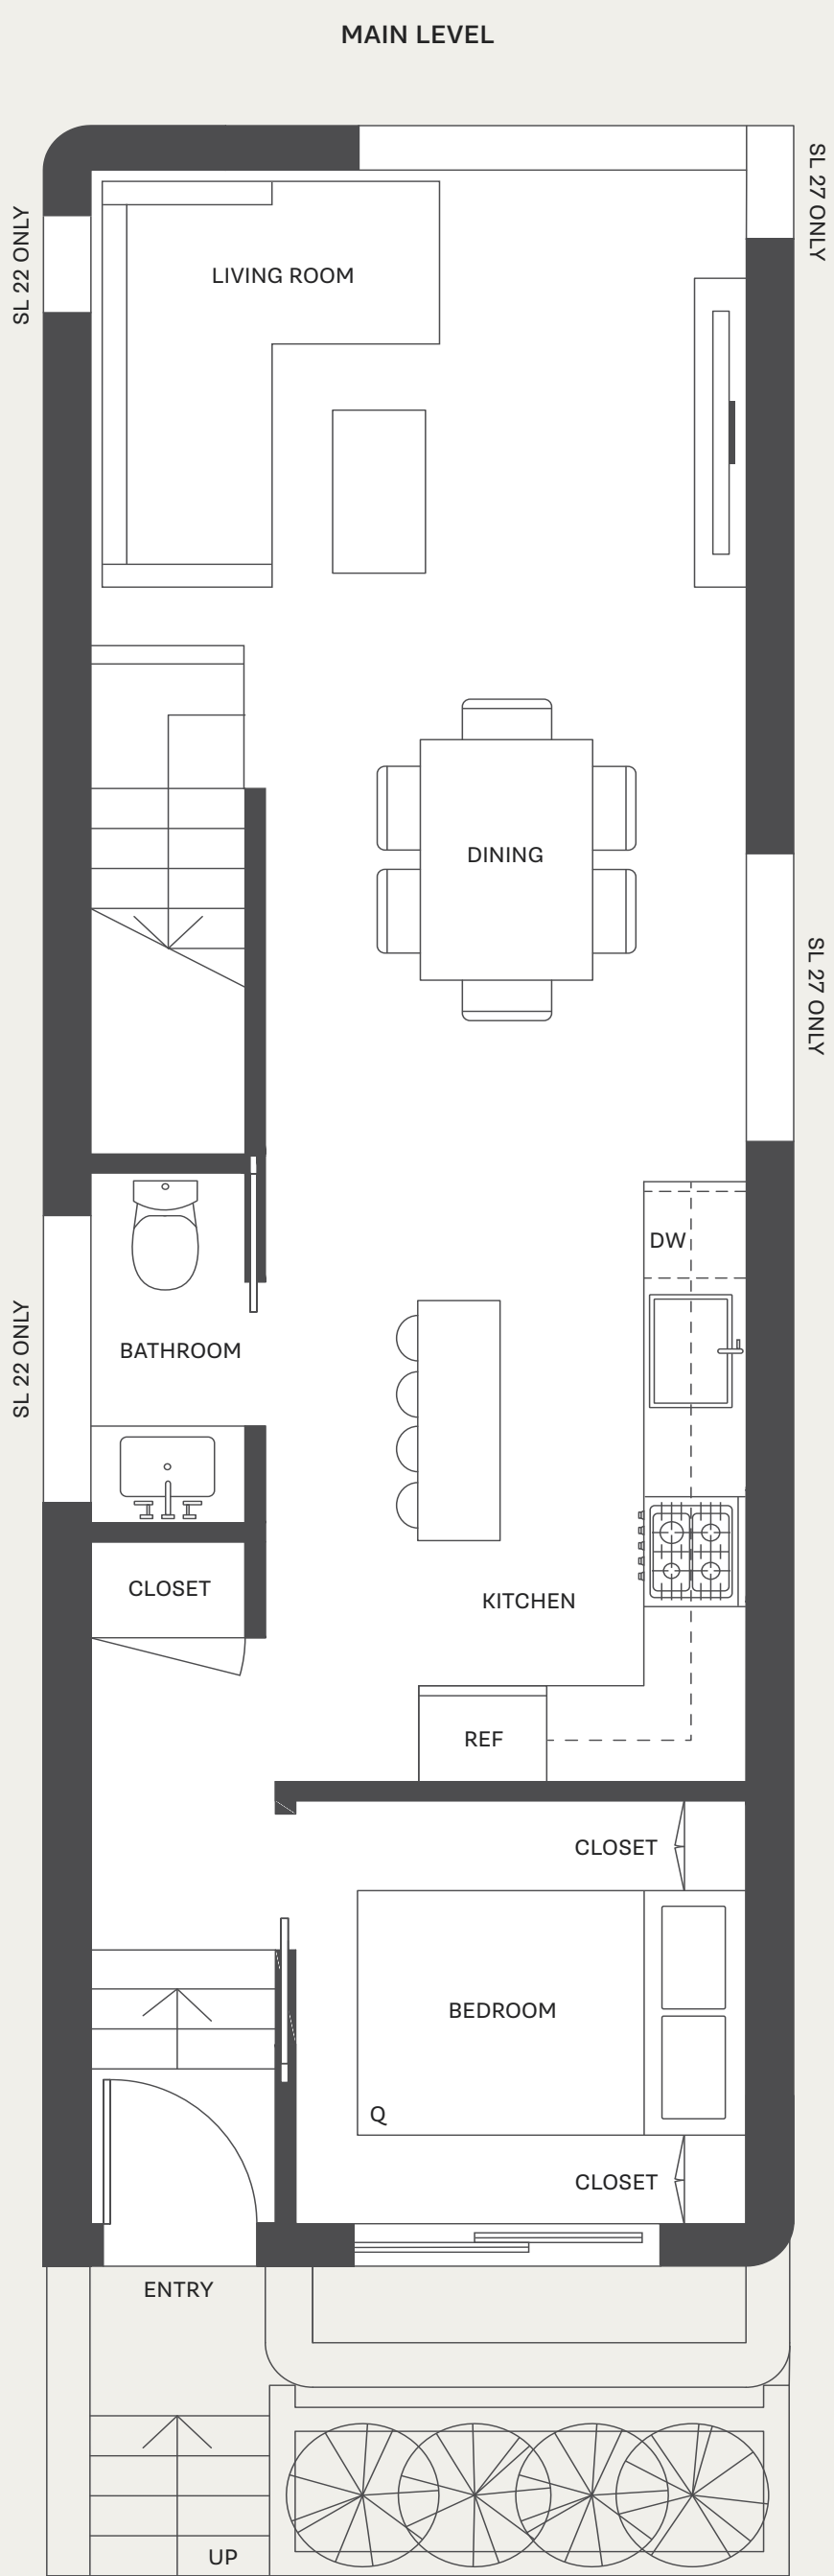 MAIN LEVEL
SL 27 ONLY
SL 22 ONLY
LIVING ROOM
DINING
SL 27 ONLY
DW
SL 22 ONLY
BATHROOM
CLOSET
KITCHEN
REF
CLOSET
BEDROOM
Q
CLOSET
ENTRY
UP